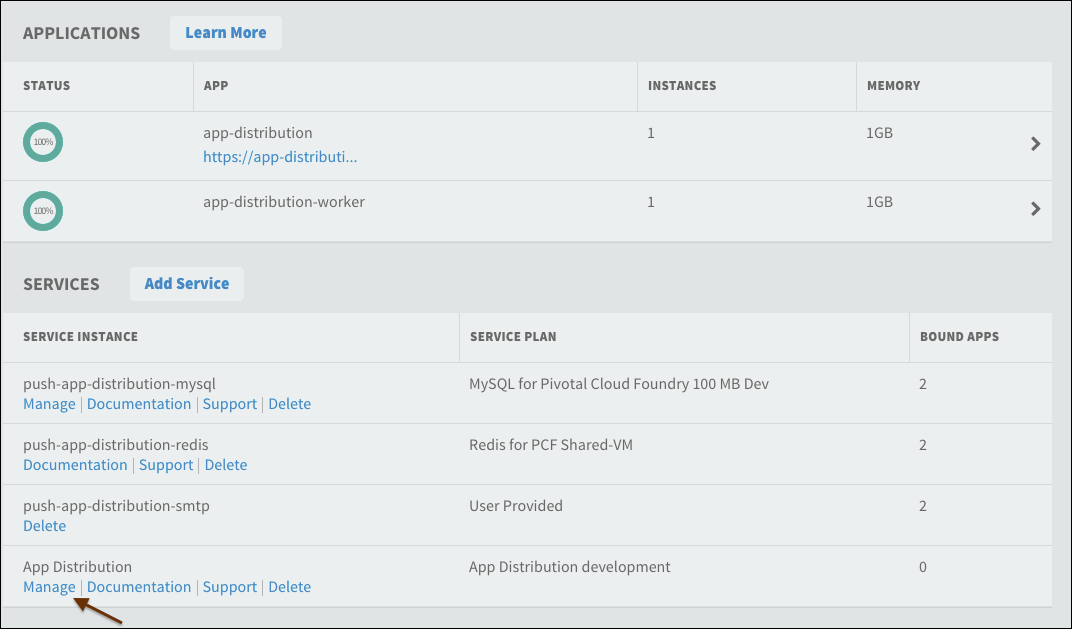 APPLICATIONS Learn More
STATUS APP INSTANCES MEMORY
100% app-distribution 1 1GB
https://app-distributi...
100% app-distribution-worker 1 1GB
SERVICES Add Service
SERVICE INSTANCE SERVICE PLAN BOUND APPS
push-app-distribution-mysql MySQL for Pivotal Cloud Foundry 100 MB Dev 2
Manage | Documentation | Support | Delete
push-app-distribution-redis Redis for PCF Shared-VM 2
Documentation | Support | Delete
push-app-distribution-smtp User Provided 2
Delete
App Distribution App Distribution development 0
Manage | Documentation | Support | Delete